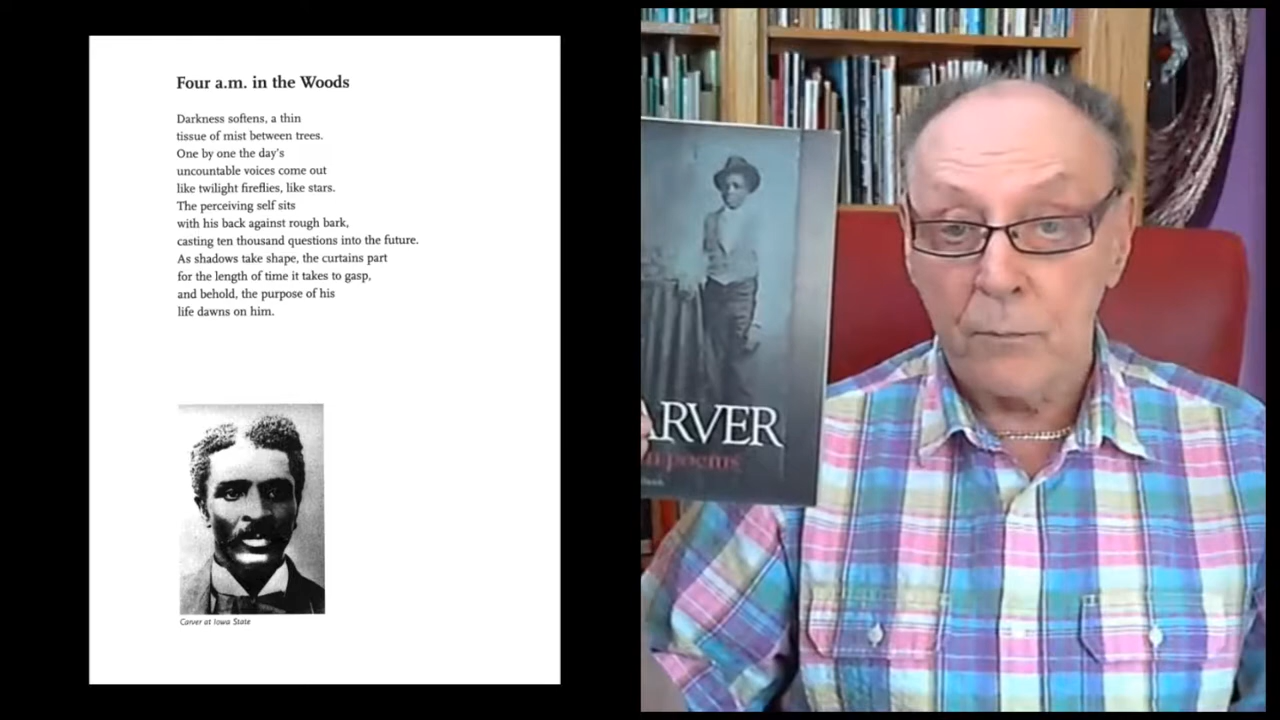 Four a.m. in the Woods
Darkness softens, a thin
tissue of mist between trees.
One by one the day's
uncountable voices come out
like twilight fireflies, like stars.
The perceiving self sits
with his back against rough bark,
casting ten thousand questions into the future.
As shadows take shape, the curtains part
for the length of time it takes to gasp,
and behold, the purpose of his
life dawns on him.
Carver at Iowa State
ARVER
in poems